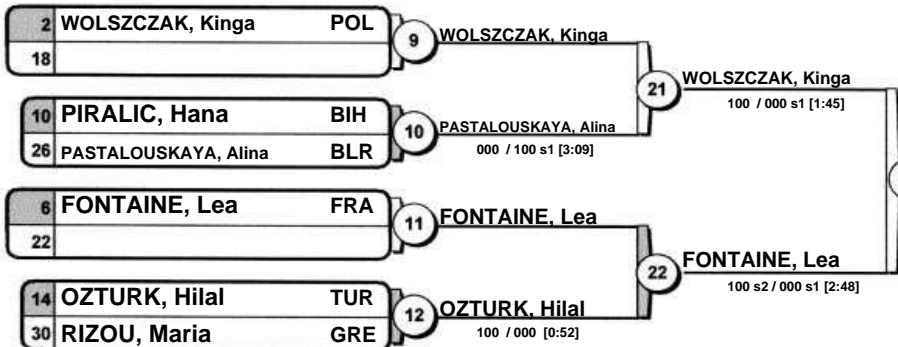 2 WOLSZCZAK, Kinga POL
18
9
WOLSZCZAK, Kinga
10 PIRALIC, Hana BIH
26 PASTALOUSKAYA, Alina BLR
10
PASTALOUSKAYA, Alina
000 / 100 s1 [3:09]
21
WOLSZCZAK, Kinga
100 / 000 s1 [1:45]
6 FONTAINE, Lea FRA
22
11
FONTAINE, Lea
14 OZTURK, Hilal TUR
30 RIZOU, Maria GRE
12
OZTURK, Hilal
100 / 000 [0:52]
22
FONTAINE, Lea
100 s2 / 000 s1 [2:48]